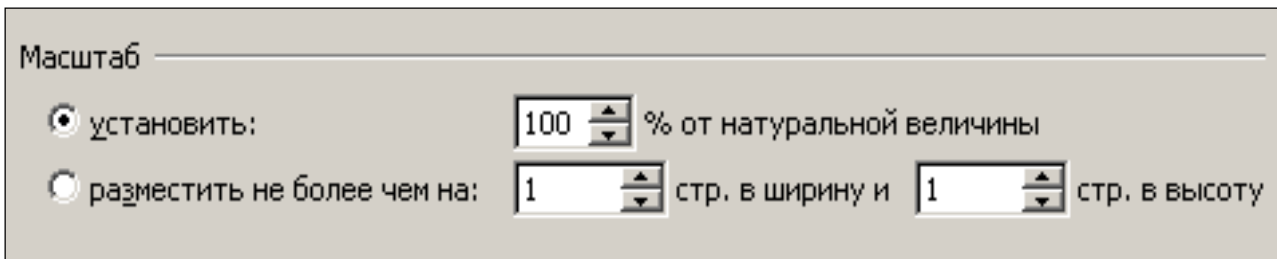 Масштаб
установить: 100 % от натуральной величины
разместить не более чем на: 1 стр. в ширину и 1 стр. в высоту